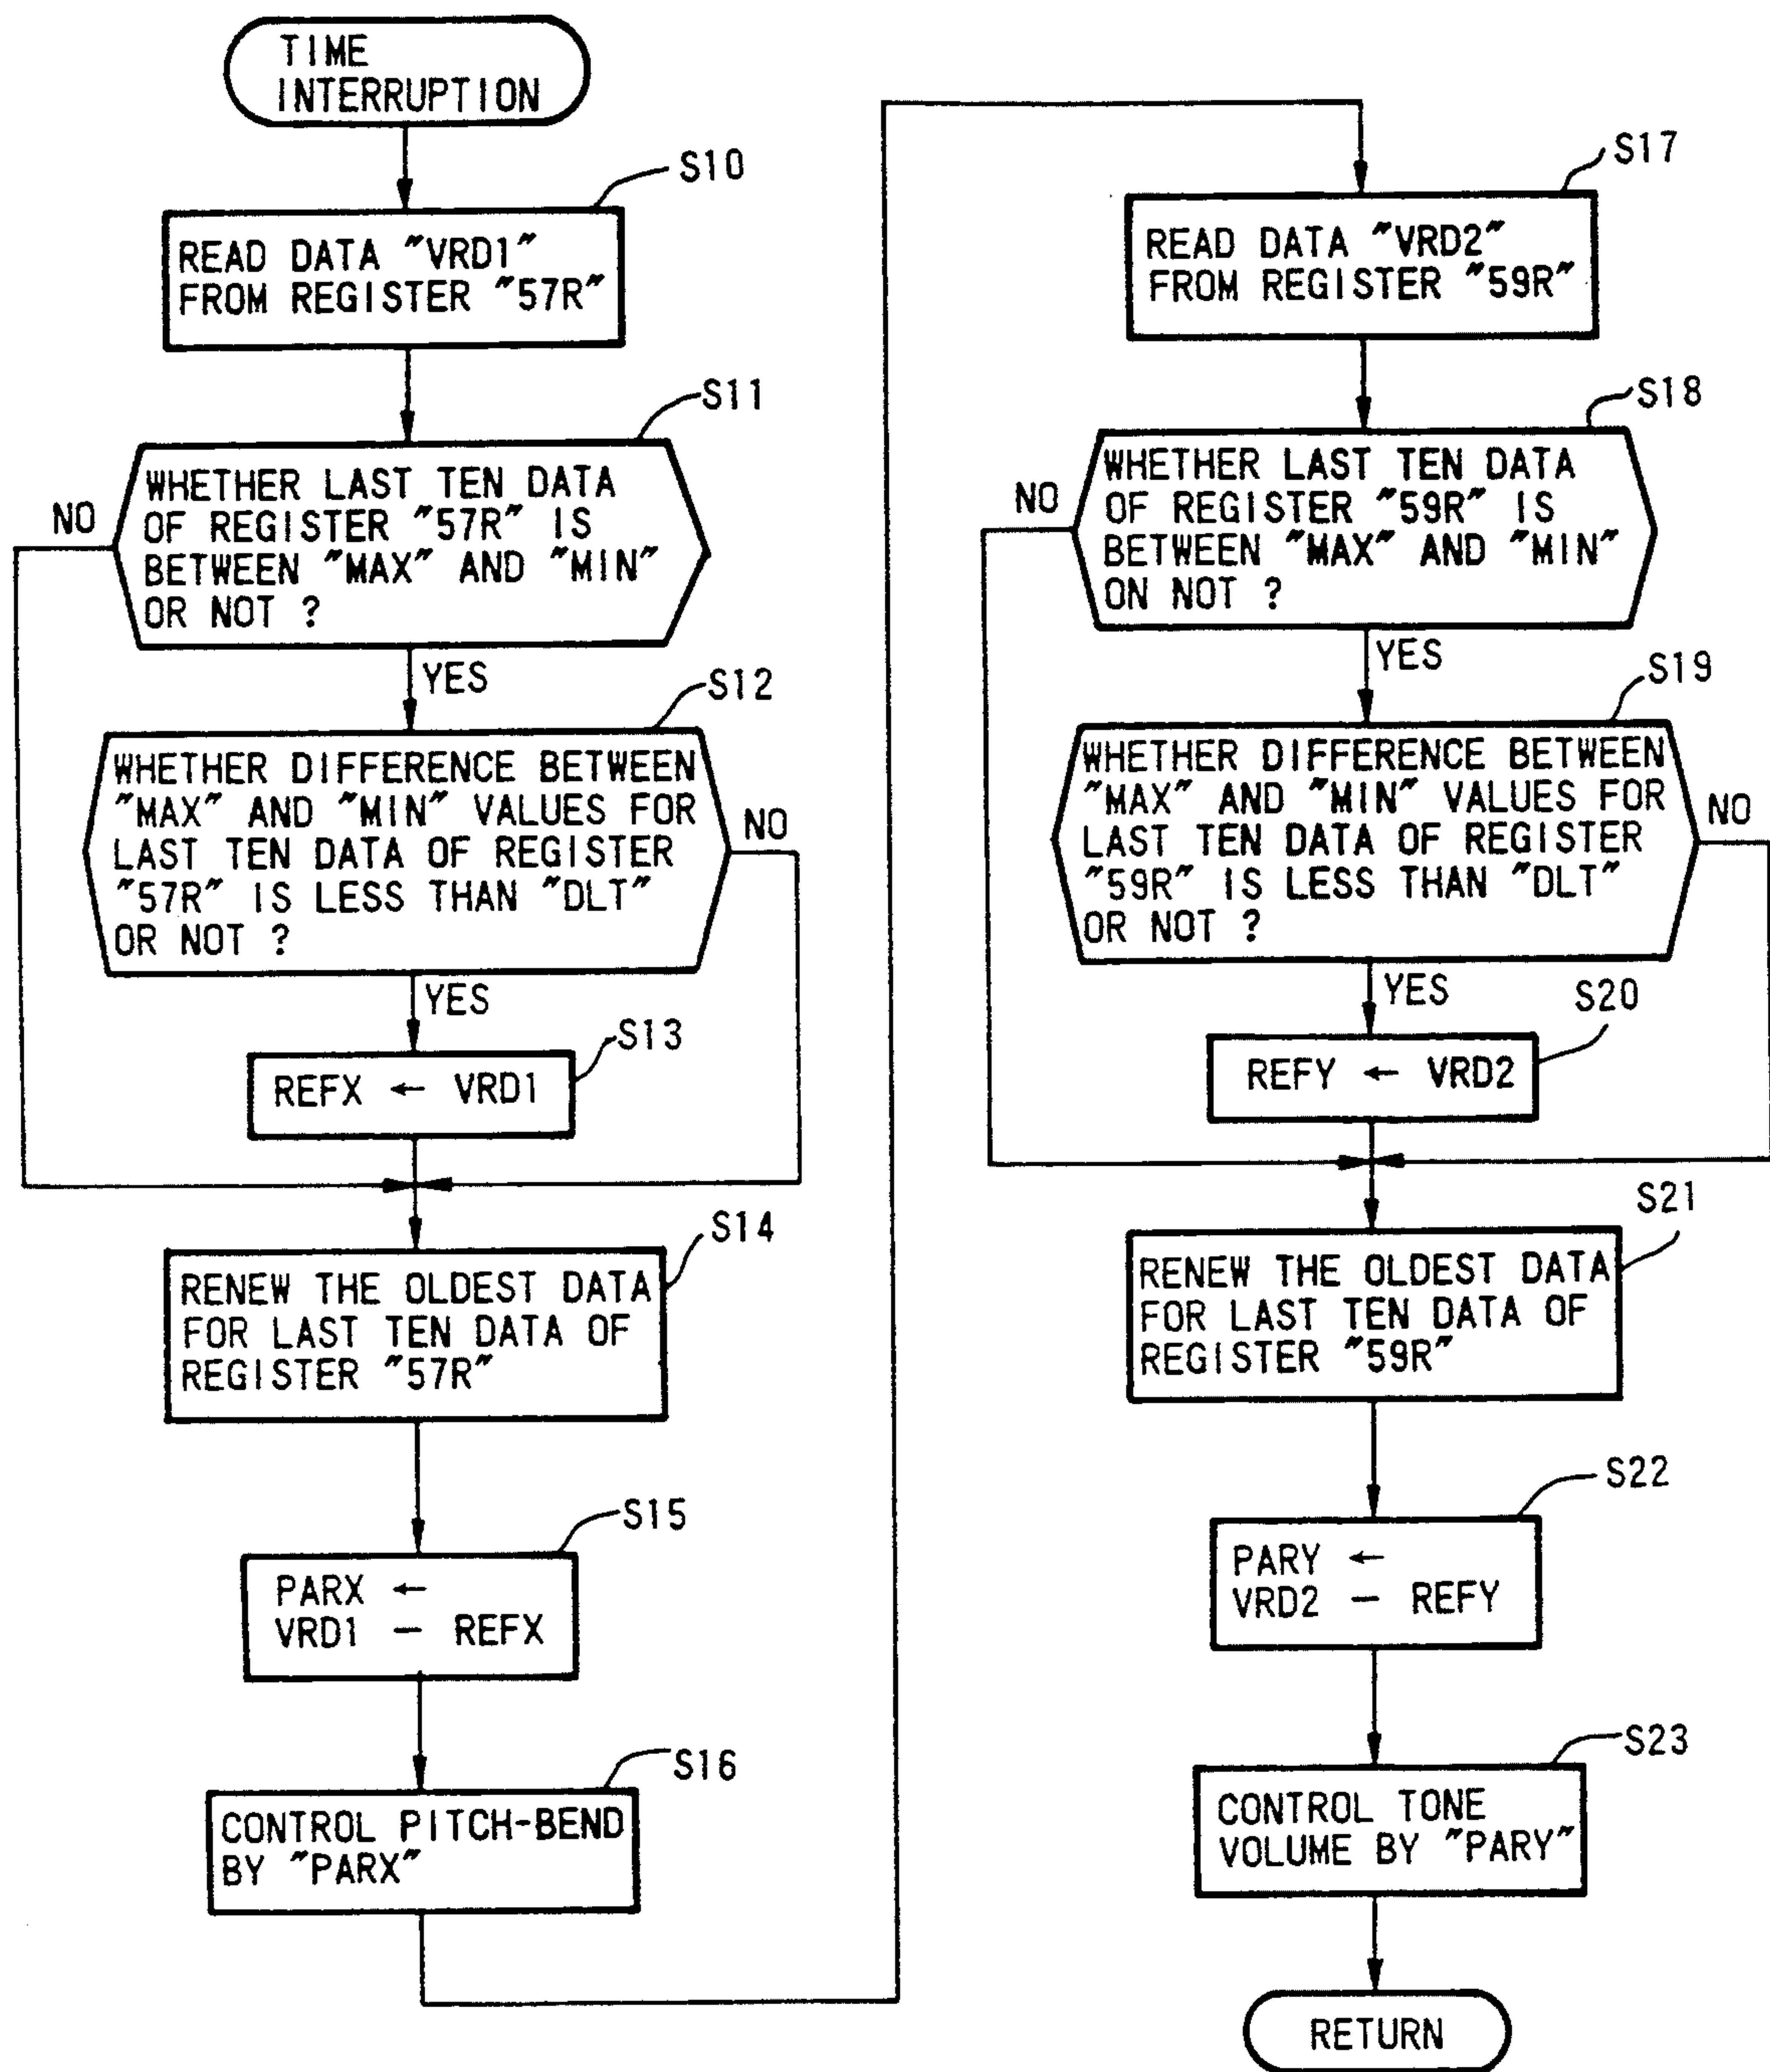 TIME
INTERRUPTION
S10
READ DATA "VRD1"
FROM REGISTER "57R"
S11
WHETHER LAST TEN DATA
OF REGISTER "57R" IS
BETWEEN "MAX" AND "MIN"
OR NOT ?
NO
YES
S12
WHETHER DIFFERENCE BETWEEN
"MAX" AND "MIN" VALUES FOR
LAST TEN DATA OF REGISTER
"57R" IS LESS THAN "DLT"
OR NOT ?
NO
YES
S13
REFX ← VRD1
S14
RENEW THE OLDEST DATA
FOR LAST TEN DATA OF
REGISTER "57R"
S15
PARX ←
VRD1 – REFX
S16
CONTROL PITCH-BEND
BY "PARX"
S17
READ DATA "VRD2"
FROM REGISTER "59R"
S18
WHETHER LAST TEN DATA
OF REGISTER "59R" IS
BETWEEN "MAX" AND "MIN"
ON NOT ?
NO
YES
S19
WHETHER DIFFERENCE BETWEEN
"MAX" AND "MIN" VALUES FOR
LAST TEN DATA OF REGISTER
"59R" IS LESS THAN "DLT"
OR NOT ?
NO
YES
S20
REFY ← VRD2
S21
RENEW THE OLDEST DATA
FOR LAST TEN DATA OF
REGISTER "59R"
S22
PARY ←
VRD2 – REFY
S23
CONTROL TONE
VOLUME BY "PARY"
RETURN